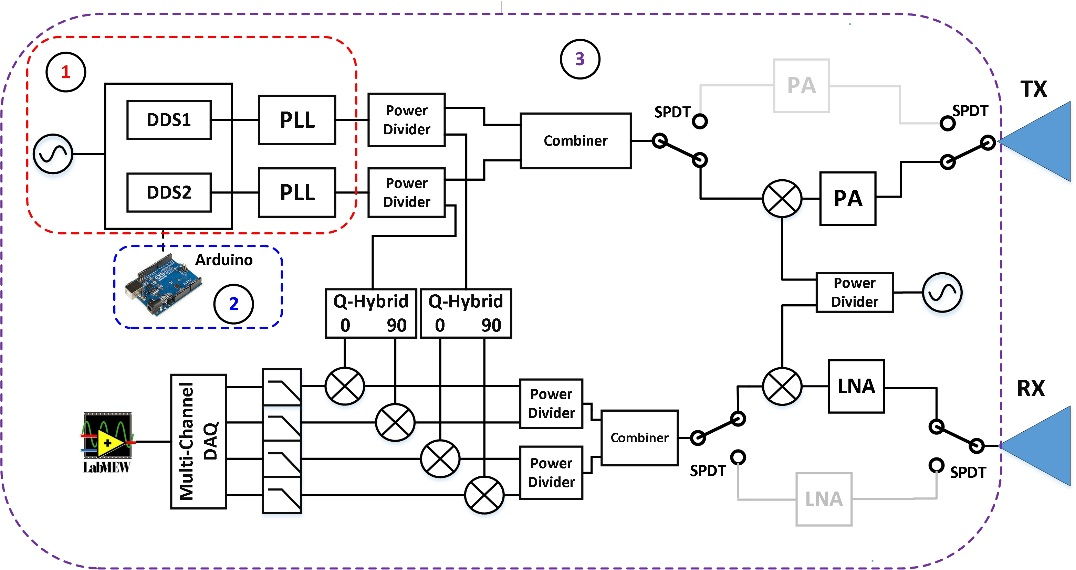 1
3
PA
TX
SPDT
SPDT
DDS1
PLL
Power
Divider
Combiner
DDS2
PLL
Power
Divider
PA
Arduino
2
Power
Divider
Q-Hybrid
0 90
Q-Hybrid
0 90
Multi-Channel
DAQ
Power
Divider
LNA
RX
Combiner
LabMEW
Power
Divider
SPDT
SPDT
LNA